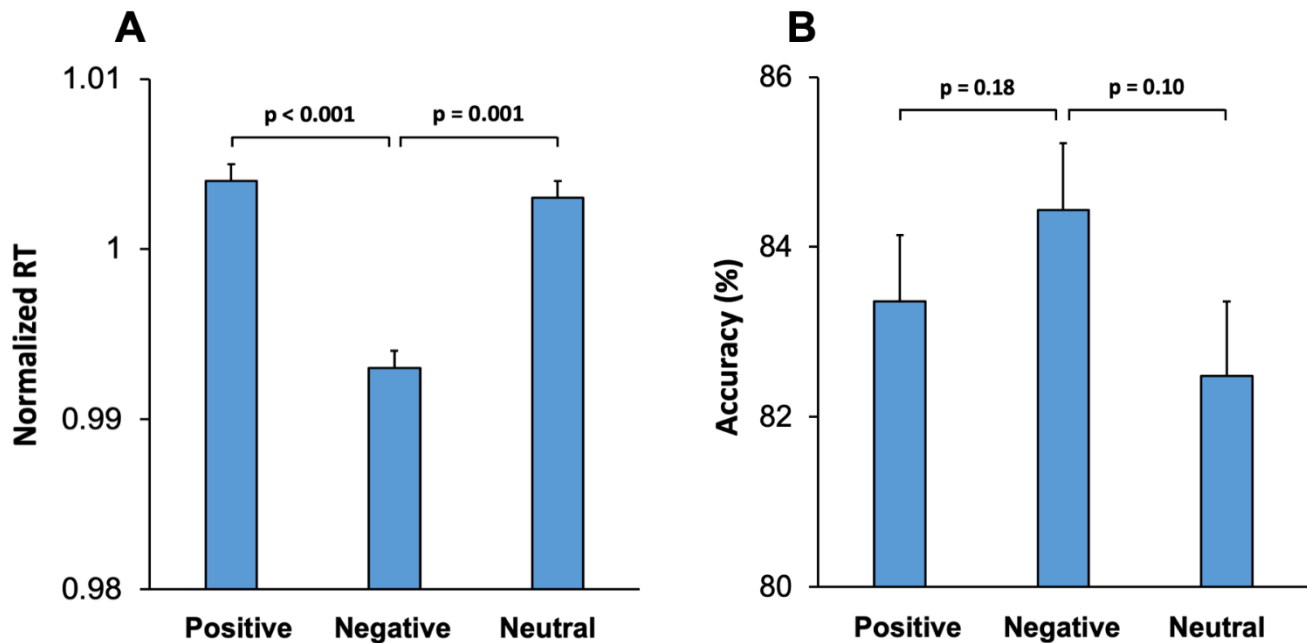 A
Normalized RT
1.01
1
0.99
0.98
p < 0.001
p = 0.001
Positive
Negative
Neutral
B
Accuracy (%)
86
84
82
80
p = 0.18
p = 0.10
Positive
Negative
Neutral